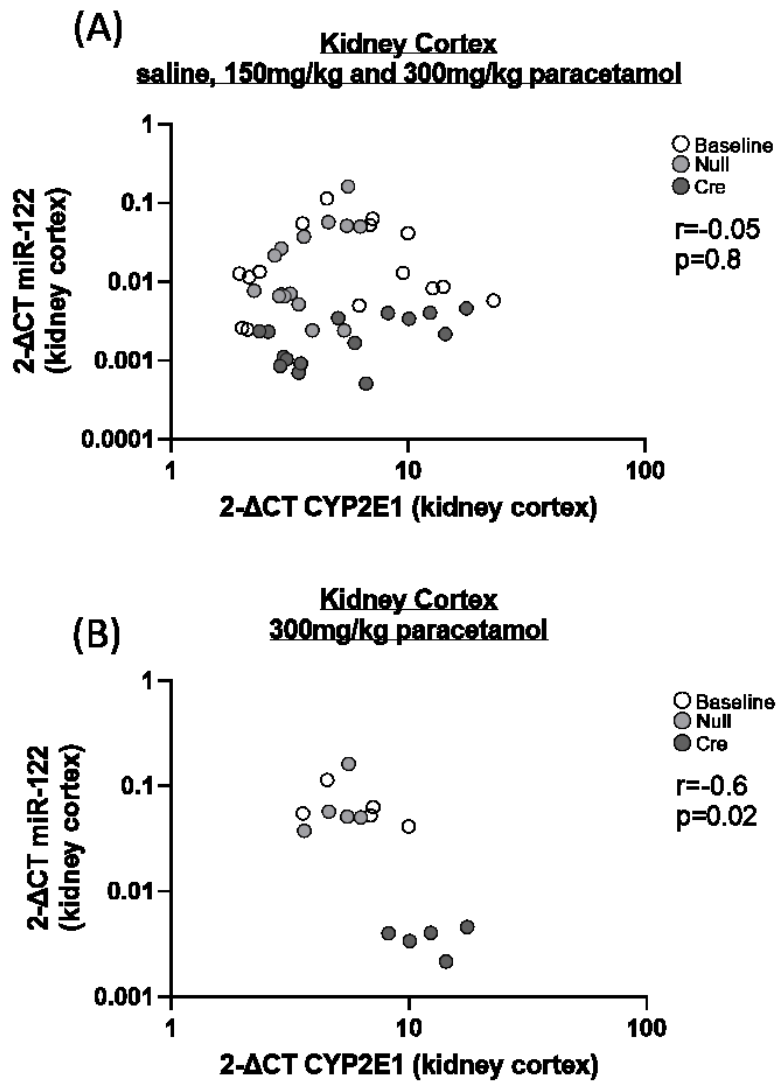 (A)
Kidney Cortex
saline, 150mg/kg and 300mg/kg paracetamol
2-ΔCT miR-122
(kidney cortex)
1
0.1
0.01
0.001
0.0001
1
10
100
2-ΔCT CYP2E1 (kidney cortex)
Baseline
Null
Cre
r=-0.05
p=0.8
(B)
Kidney Cortex
300mg/kg paracetamol
2-ΔCT miR-122
(kidney cortex)
1
0.1
0.01
0.001
1
10
100
2-ΔCT CYP2E1 (kidney cortex)
Baseline
Null
Cre
r=-0.6
p=0.02